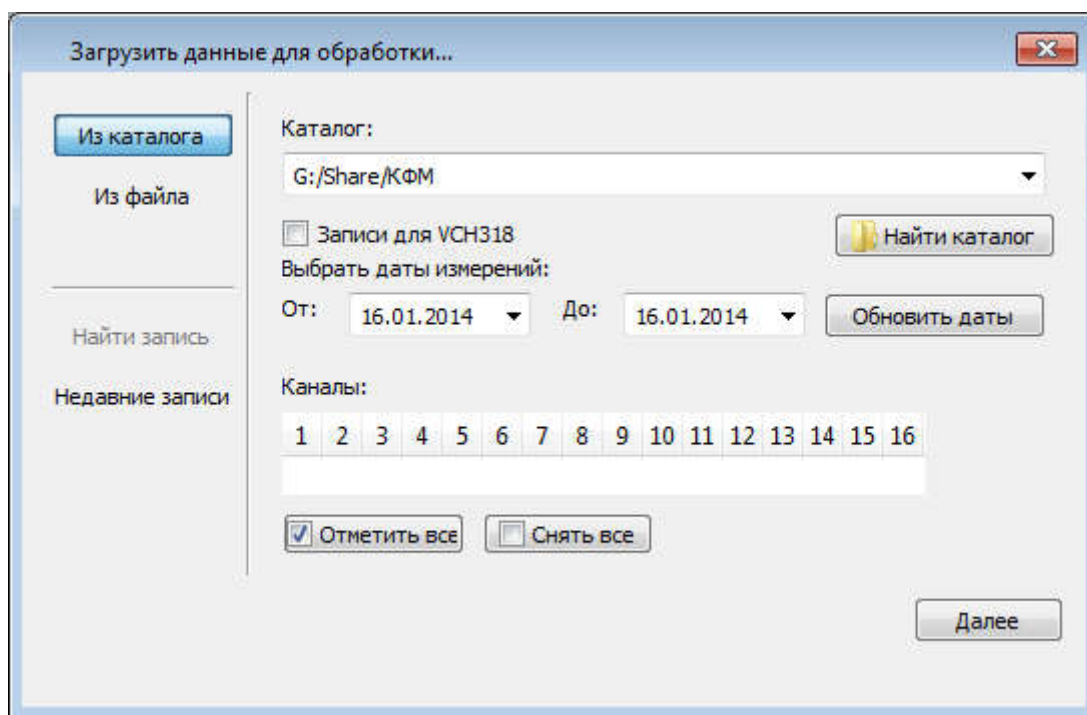 Загрузить данные для обработки...
Из каталога
Из файла
Найти запись
Недавние записи
Каталог:
G:/Share/КФМ
Записи для VCH318
Найти каталог
Выбрать даты измерений:
От: 16.01.2014 До: 16.01.2014 Обновить даты
Каналы:
1 2 3 4 5 6 7 8 9 10 11 12 13 14 15 16
Отметить все Снять все
Далее